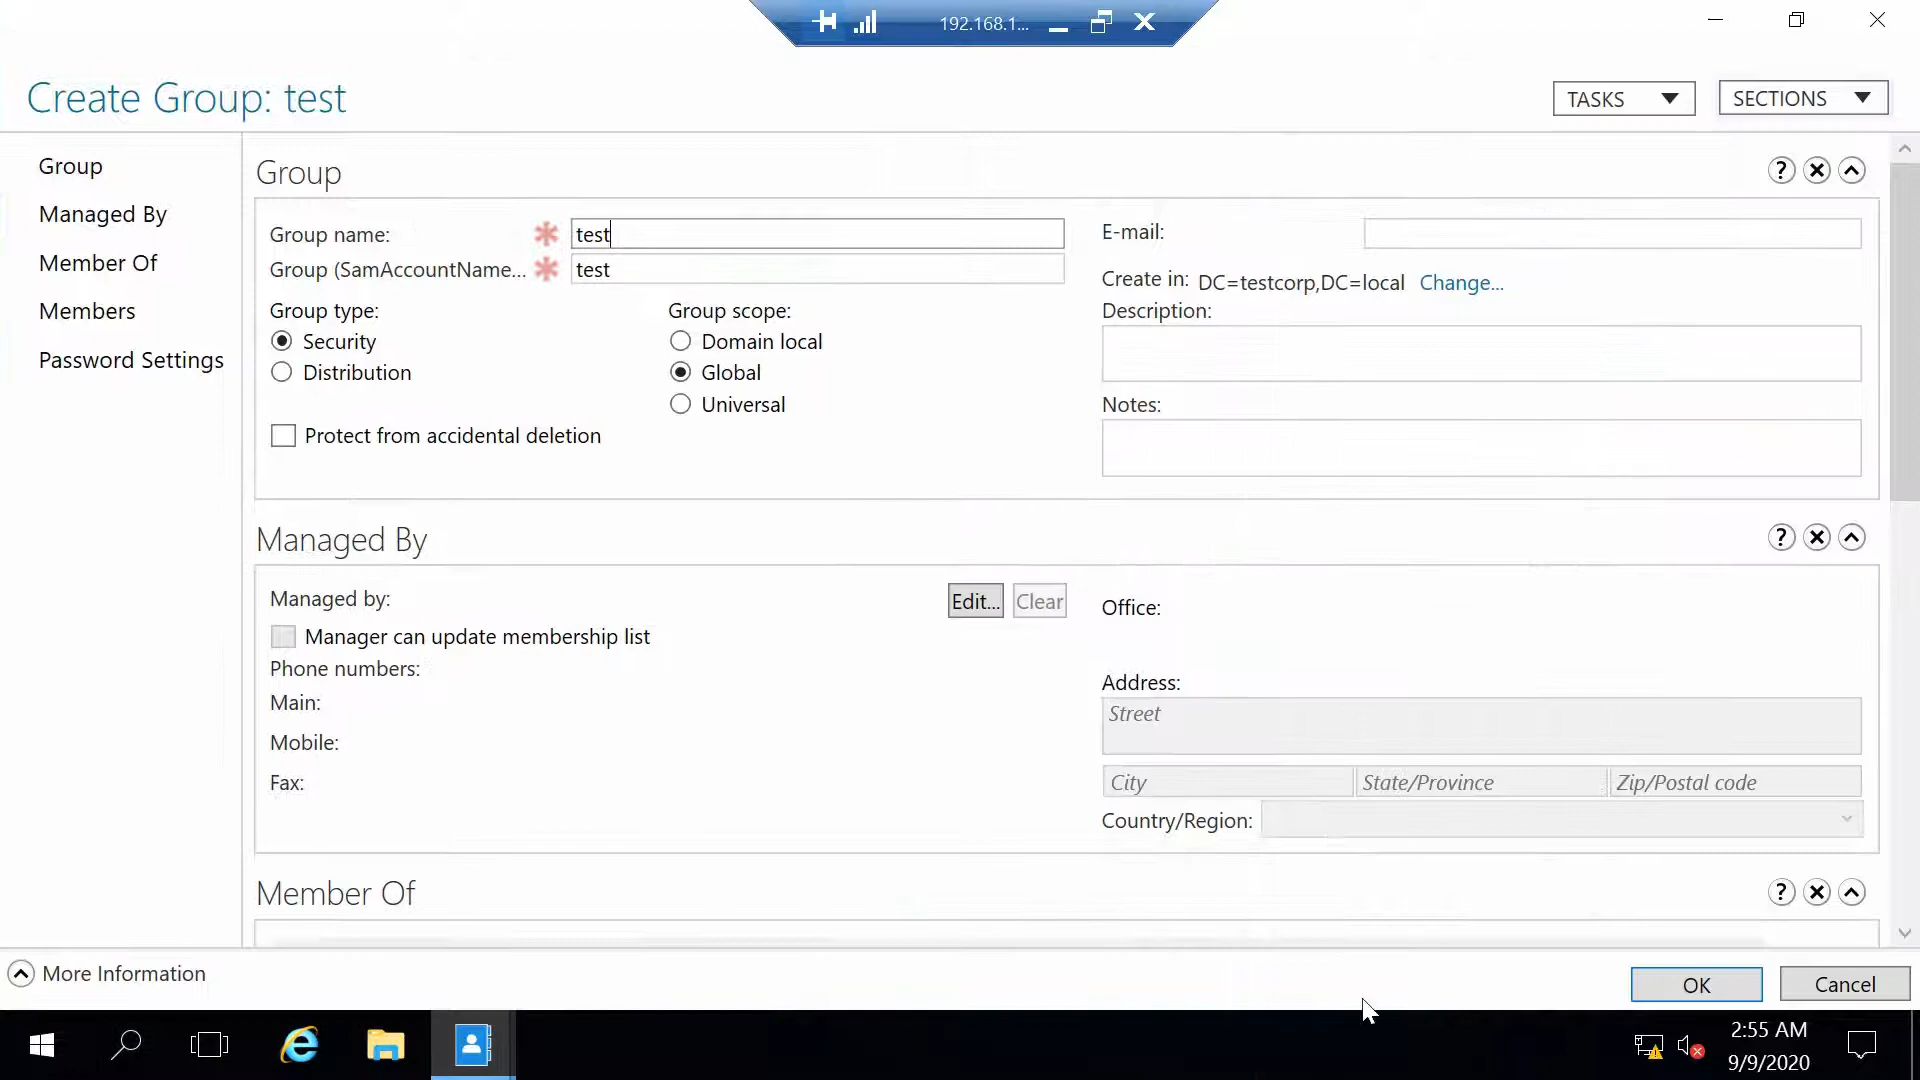 192.168.1...
Create Group: test
TASKS
SECTIONS
Group
Managed By
Member Of
Members
Password Settings
Group
Group name:
test
Group (SamAccountName...
test
Group type:
Security
Distribution
Protect from accidental deletion
Group scope:
Domain local
Global
Universal
E-mail:
Create in: DC=testcorp,DC=local Change...
Description:
Notes:
Managed By
Managed by:
Edit... Clear
Manager can update membership list
Phone numbers:
Main:
Mobile:
Fax:
Office:
Address:
Street
City State/Province Zip/Postal code
Country/Region:
Member Of
More Information
OK Cancel
2:55 AM
9/9/2020